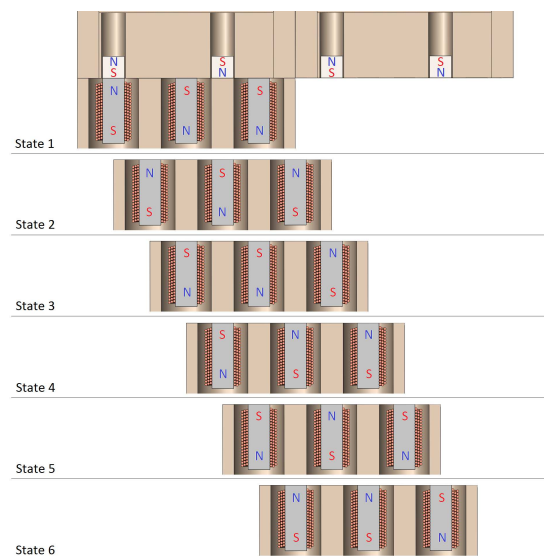 N S N S
S N S N
N S S
S N N
State 1
N S N
S N S
State 2
S S N
N N S
State 3
S N N
N S S
State 4
S N S
N S N
State 5
N N S
S S N
State 6